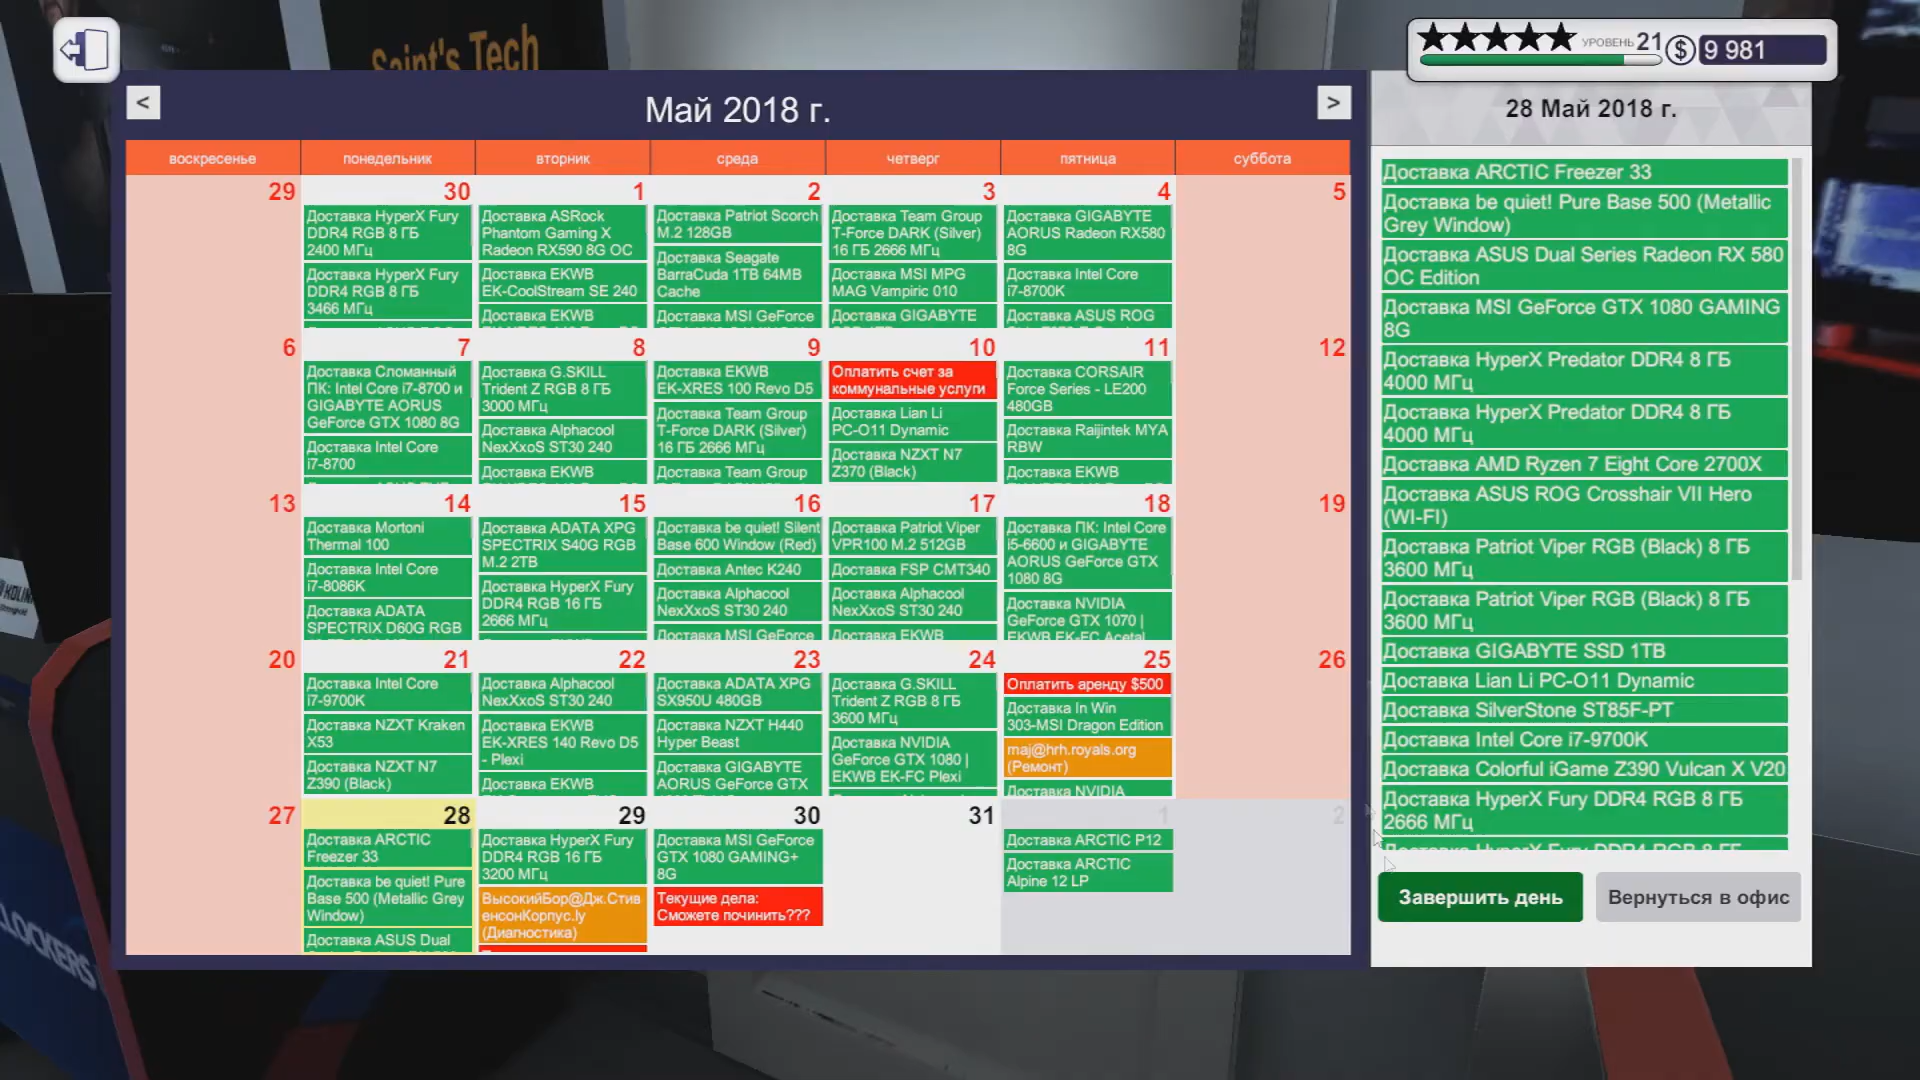 Saint's Tech
УРОВЕНЬ 21
$ 9 981
<
Май 2018 г.
>
28 Май 2018 г.
воскресенье понедельник вторник среда четверг пятница суббота
29
30
Доставка HyperX Fury
DDR4 RGB 8 ГБ
2400 МГц
Доставка HyperX Fury
DDR4 RGB 8 ГБ
3466 МГц
1
Доставка ASRock
Phantom Gaming X
Radeon RX590 8G OC
Доставка EKWB
EK-CoolStream SE 240
Доставка EKWB
2
Доставка Patriot Scorch
M.2 128GB
Доставка Seagate
BarraCuda 1TB 64MB
Cache
Доставка MSI GeForce
3
Доставка Team Group
T-Force DARK (Silver)
16 ГБ 2666 МГц
Доставка MSI MPG
MAG Vampiric 010
Доставка GIGABYTE
4
Доставка GIGABYTE
AORUS Radeon RX580
8G
Доставка Intel Core
i7-8700K
Доставка ASUS ROG
5
6
7
Доставка Сломанный
ПК: Intel Core i7-8700 и
GIGABYTE AORUS
GeForce GTX 1080 8G
Доставка Intel Core
i7-8700
8
Доставка G.SKILL
Trident Z RGB 8 ГБ
3000 МГц
Доставка Alphacool
NexXxoS ST30 240
Доставка EKWB
9
Доставка EKWB
EK-XRES 100 Revo D5
Доставка Team Group
T-Force DARK (Silver)
16 ГБ 2666 МГц
Доставка Team Group
10
Оплатить счет за
коммунальные услуги
Доставка Lian Li
PC-O11 Dynamic
Доставка NZXT N7
Z370 (Black)
11
Доставка CORSAIR
Force Series - LE200
480GB
Доставка Raijintek MYA
RBW
Доставка EKWB
12
13
14
Доставка Mortoni
Thermal 100
Доставка Intel Core
i7-8086K
Доставка ADATA
SPECTRIX D60G RGB
15
Доставка ADATA XPG
SPECTRIX S40G RGB
M.2 2TB
Доставка HyperX Fury
DDR4 RGB 16 ГБ
2666 МГц
16
Доставка be quiet! Silent
Base 600 Window (Red)
Доставка Antec K240
Доставка Alphacool
NexXxoS ST30 240
Доставка MSI GeForce
17
Доставка Patriot Viper
VPR100 M.2 512GB
Доставка FSP CMT340
Доставка Alphacool
NexXxoS ST30 240
Доставка EKWB
18
Доставка ПК: Intel Core
i5-6600 и GIGABYTE
AORUS GeForce GTX
1080 8G
Доставка NVIDIA
GeForce GTX 1070 |
EKWB EK-FC Acetal
19
20
21
Доставка Intel Core
i7-9700K
Доставка NZXT Kraken
X53
Доставка NZXT N7
Z390 (Black)
22
Доставка Alphacool
NexXxoS ST30 240
Доставка EKWB
EK-XRES 140 Revo D5
- Plexi
Доставка EKWB
23
Доставка ADATA XPG
SX950U 480GB
Доставка NZXT H440
Hyper Beast
Доставка GIGABYTE
AORUS GeForce GTX
24
Доставка G.SKILL
Trident Z RGB 8 ГБ
3600 МГц
Доставка NVIDIA
GeForce GTX 1080 |
EKWB EK-FC Plexi
25
Оплатить аренду $500
Доставка In Win
303-MSI Dragon Edition
maj@hrh.royals.org
(Ремонт)
Доставка NVIDIA
26
27
28
Доставка ARCTIC
Freezer 33
Доставка be quiet! Pure
Base 500 (Metallic Grey
Window)
Доставка ASUS Dual
29
Доставка HyperX Fury
DDR4 RGB 16 ГБ
3200 МГц
ВысокийБор@Дж.Стив
енсонКорпус.ly
(Диагностика)
30
Доставка MSI GeForce
GTX 1080 GAMING+
8G
Текущие дела:
Сможете починить???
31
1
Доставка ARCTIC P12
Доставка ARCTIC
Alpine 12 LP
2
Доставка ARCTIC Freezer 33
Доставка be quiet! Pure Base 500 (Metallic
Grey Window)
Доставка ASUS Dual Series Radeon RX 580
OC Edition
Доставка MSI GeForce GTX 1080 GAMING
8G
Доставка HyperX Predator DDR4 8 ГБ
4000 МГц
Доставка HyperX Predator DDR4 8 ГБ
4000 МГц
Доставка AMD Ryzen 7 Eight Core 2700X
Доставка ASUS ROG Crosshair VII Hero
(WI-FI)
Доставка Patriot Viper RGB (Black) 8 ГБ
3600 МГц
Доставка Patriot Viper RGB (Black) 8 ГБ
3600 МГц
Доставка GIGABYTE SSD 1TB
Доставка Lian Li PC-O11 Dynamic
Доставка SilverStone ST85F-PT
Доставка Intel Core i7-9700K
Доставка Colorful iGame Z390 Vulcan X V20
Доставка HyperX Fury DDR4 RGB 8 ГБ
2666 МГц
Доставка HyperX Fury DDR4 RGB 8 ГБ
Завершить день
Вернуться в офис
CLOCKERS